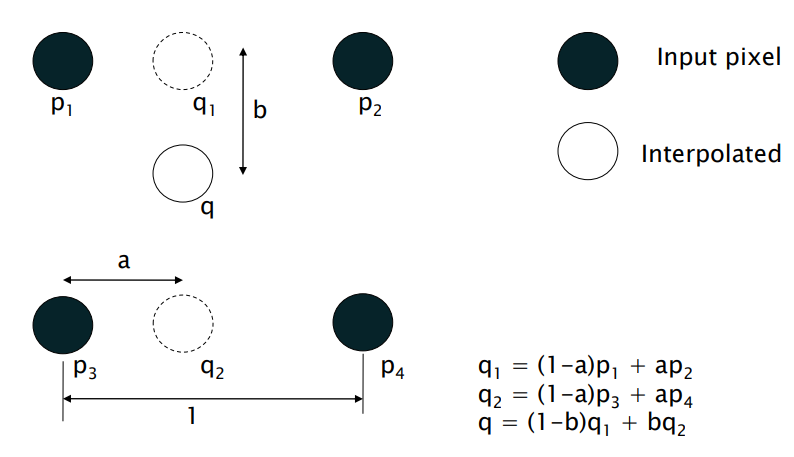 p₁ q₁ b p₂ Input pixel
q Interpolated
a
p₃ q₂ p₄
1
q₁ = (1-a)p₁ + ap₂
q₂ = (1-a)p₃ + ap₄
q = (1-b)q₁ + bq₂